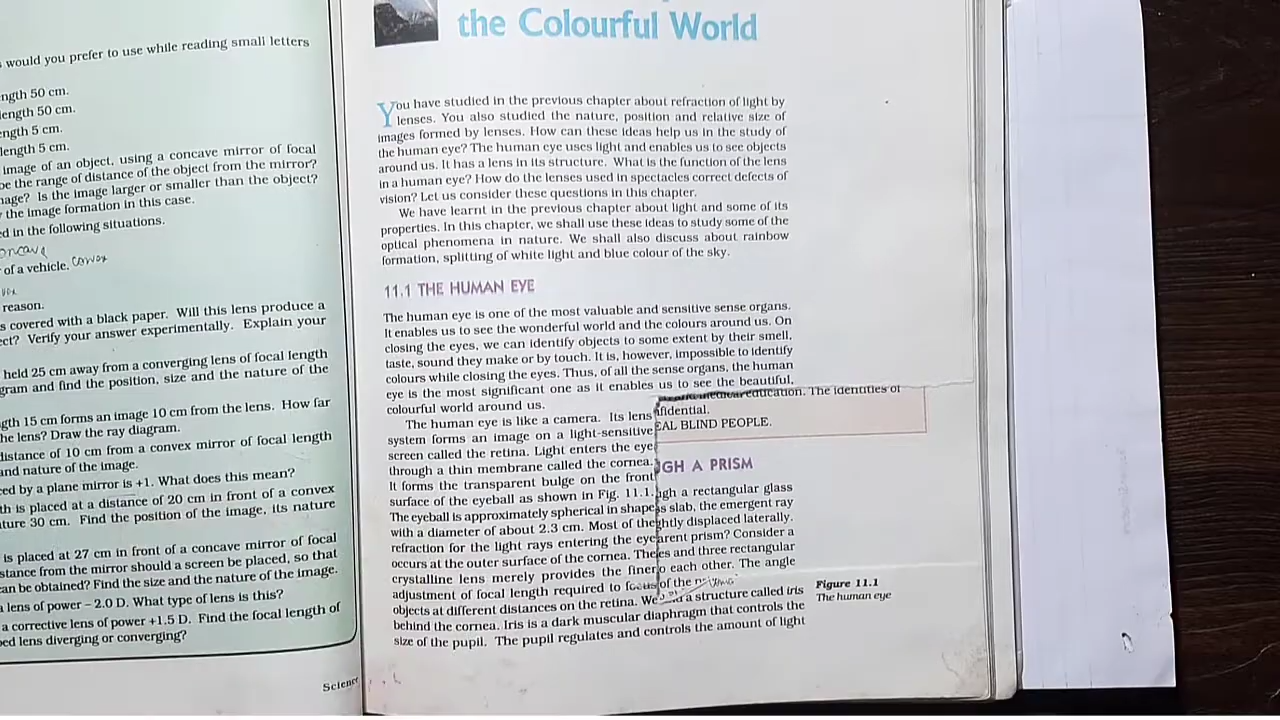 s would you prefer to use while reading small letters
ength 50 cm.
length 50 cm.
ength 5 cm.
length 5 cm.
image of an object, using a concave mirror of focal
be the range of distance of the object from the mirror?
mage? Is the image larger or smaller than the object?
the image formation in this case.
ed in the following situations.
oncave
of a vehicle. Convex
reason.
s covered with a black paper. Will this lens produce a
ect? Verify your answer experimentally. Explain your
held 25 cm away from a converging lens of focal length
gram and find the position, size and the nature of the
gth 15 cm forms an image 10 cm from the lens. How far
he lens? Draw the ray diagram.
distance of 10 cm from a convex mirror of focal length
and nature of the image.
ced by a plane mirror is +1. What does this mean?
th is placed at a distance of 20 cm in front of a convex
ture 30 cm. Find the position of the image, its nature
is placed at 27 cm in front of a concave mirror of focal
stance from the mirror should a screen be placed, so that
can be obtained? Find the size and the nature of the image.
a lens of power – 2.0 D. What type of lens is this?
a corrective lens of power +1.5 D. Find the focal length of
bed lens diverging or converging?
Science
the Colourful World
You have studied in the previous chapter about refraction of light by
lenses. You also studied the nature, position and relative size of
images formed by lenses. How can these ideas help us in the study of
the human eye? The human eye uses light and enables us to see objects
around us. It has a lens in its structure. What is the function of the lens
in a human eye? How do the lenses used in spectacles correct defects of
vision? Let us consider these questions in this chapter.
We have learnt in the previous chapter about light and some of its
properties. In this chapter, we shall use these ideas to study some of the
optical phenomena in nature. We shall also discuss about rainbow
formation, splitting of white light and blue colour of the sky.
11.1 THE HUMAN EYE
The human eye is one of the most valuable and sensitive sense organs.
It enables us to see the wonderful world and the colours around us. On
closing the eyes, we can identify objects to some extent by their smell,
taste, sound they make or by touch. It is, however, impossible to identify
colours while closing the eyes. Thus, of all the sense organs, the human
eye is the most significant one as it enables us to see the beautiful,
colourful world around us.
The human eye is like a camera. Its lens
system forms an image on a light-sensitive
screen called the retina. Light enters the eye
through a thin membrane called the cornea.
It forms the transparent bulge on the front
surface of the eyeball as shown in Fig. 11.1.
The eyeball is approximately spherical in shape
with a diameter of about 2.3 cm. Most of the
refraction for the light rays entering the eye
occurs at the outer surface of the cornea. The
crystalline lens merely provides the finer
adjustment of focal length required to focus
objects at different distances on the retina. We a structure called iris
behind the cornea. Iris is a dark muscular diaphragm that controls the
size of the pupil. The pupil regulates and controls the amount of light
education. The identities of
nfidential.
EAL BLIND PEOPLE.
UGH A PRISM
ugh a rectangular glass
s slab, the emergent ray
ghtly displaced laterally.
arent prism? Consider a
es and three rectangular
o each other. The angle
of the
Figure 11.1
The human eye